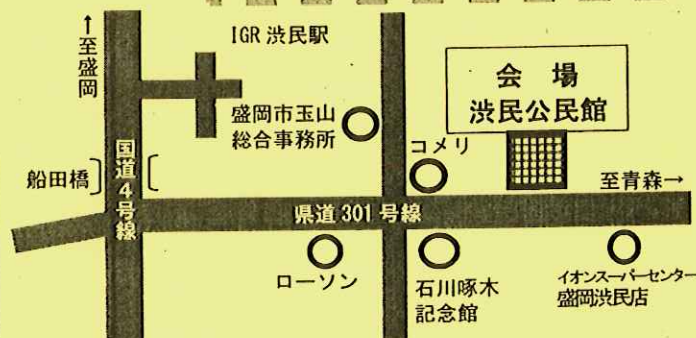 ↑至盛岡
IGR 渋民駅
会場
渋民公民館
盛岡市玉山
総合事務所
コメリ
船田橋
国道4号線
至青森→
県道301号線
ローソン
石川啄木
記念館
イオンスーパーセンター
盛岡渋民店